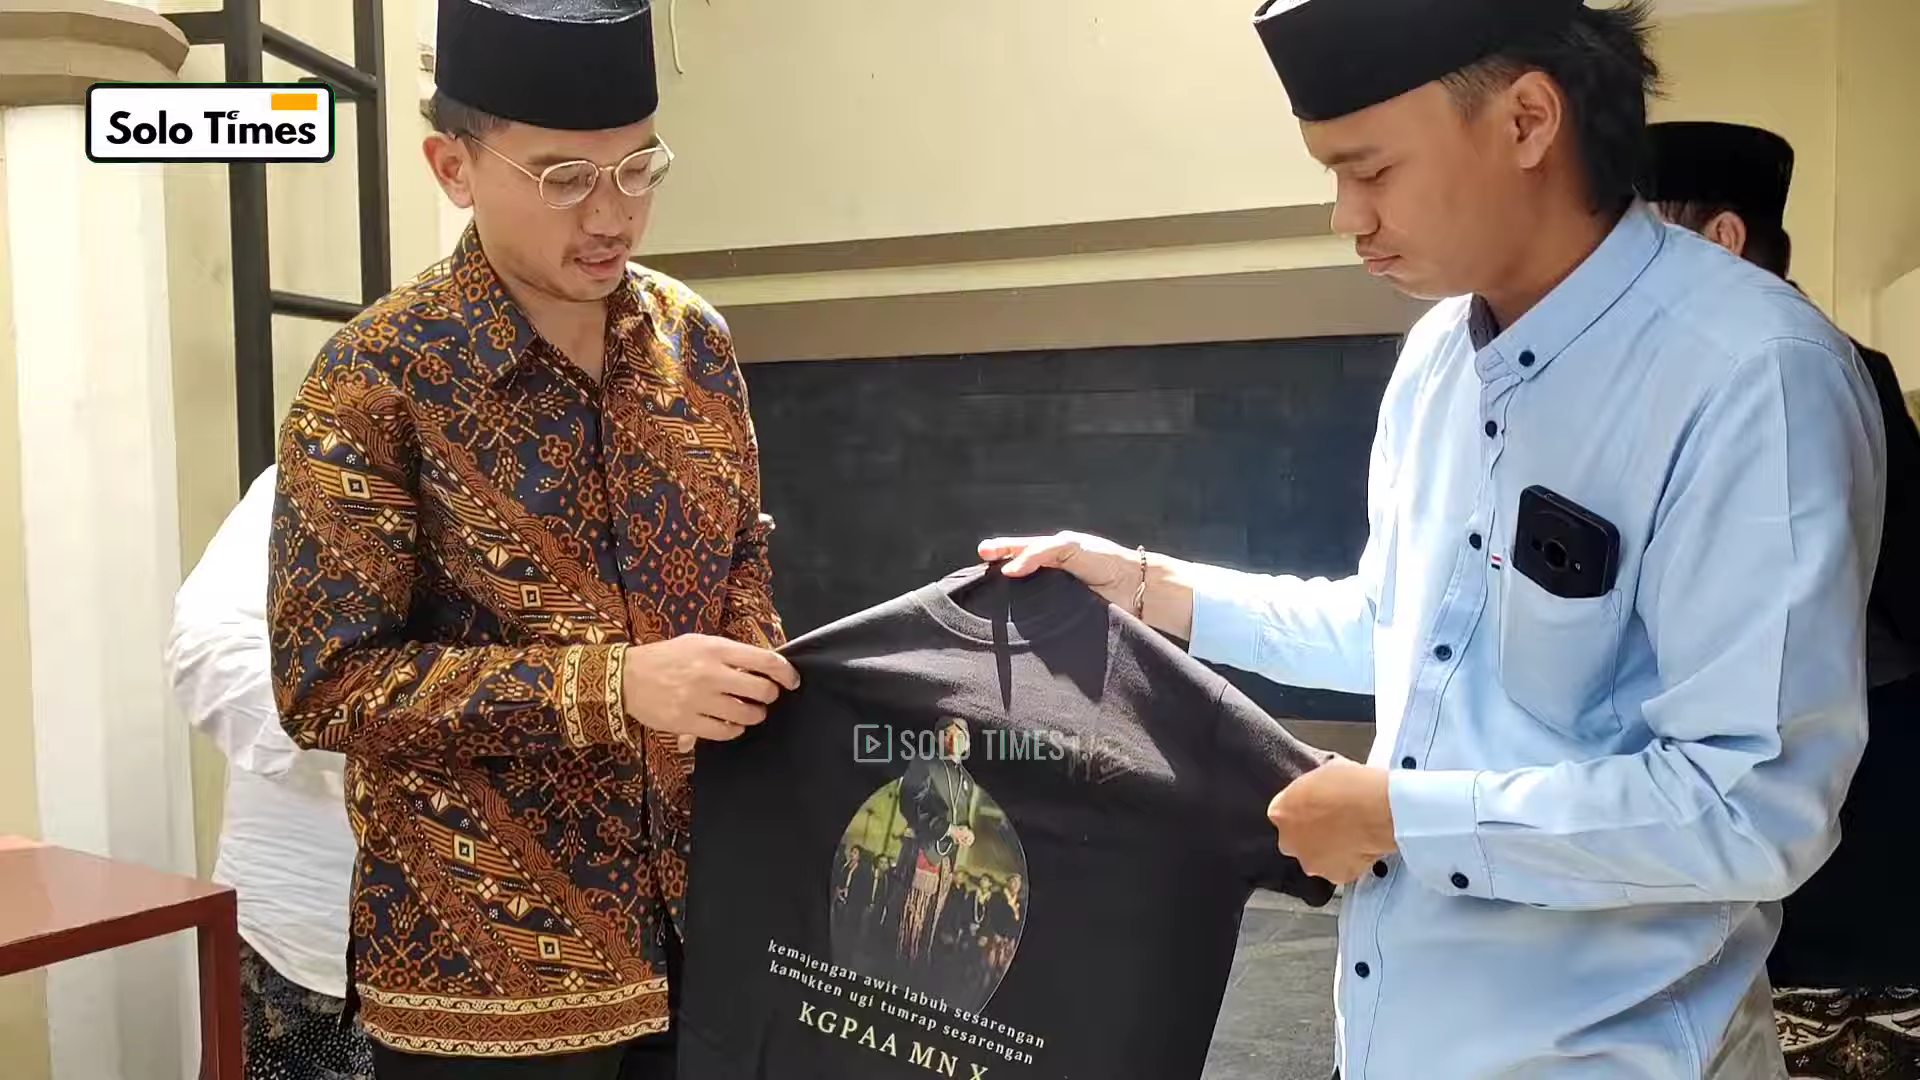 Solo Times
SOLO TIMES
kemajengan awit labuh sesarengan
kamukten ugi tumrap sesarengan
KGPAA MN X